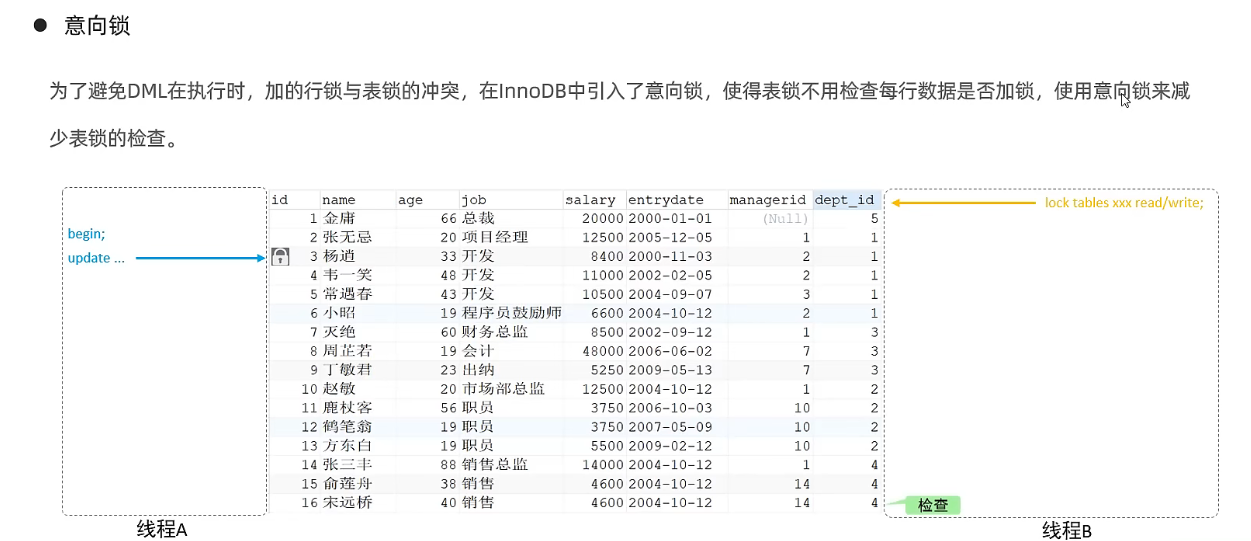 ● 意向锁
为了避免DML在执行时，加的行锁与表锁的冲突，在InnoDB中引入了意向锁，使得表锁不用检查每行数据是否加锁，使用意向锁来减
少表锁的检查。
id name age job salary entrydate managerid dept_id
lock tables xxx read/write;
1 金庸 66 总裁 20000 2000-01-01 (Null) 5
begin;
2 张无忌 20 项目经理 12500 2005-12-05 1 1
update ...
3 杨逍 33 开发 8400 2000-11-03 2 1
4 韦一笑 48 开发 11000 2002-02-05 2 1
5 常遇春 43 开发 10500 2004-09-07 3 1
6 小昭 19 程序员鼓励师 6600 2004-10-12 2 1
7 灭绝 60 财务总监 8500 2002-09-12 1 3
8 周芷若 19 会计 48000 2006-06-02 7 3
9 丁敏君 23 出纳 5250 2009-05-13 7 3
10 赵敏 20 市场部总监 12500 2004-10-12 1 2
11 鹿杖客 56 职员 3750 2006-10-03 10 2
12 鹤笔翁 19 职员 3750 2007-05-09 10 2
13 方东白 19 职员 5500 2009-02-12 10 2
14 张三丰 88 销售总监 14000 2004-10-12 1 4
15 俞莲舟 38 销售 4600 2004-10-12 14 4
16 宋远桥 40 销售 4600 2004-10-12 14 4
检查
线程A
线程B